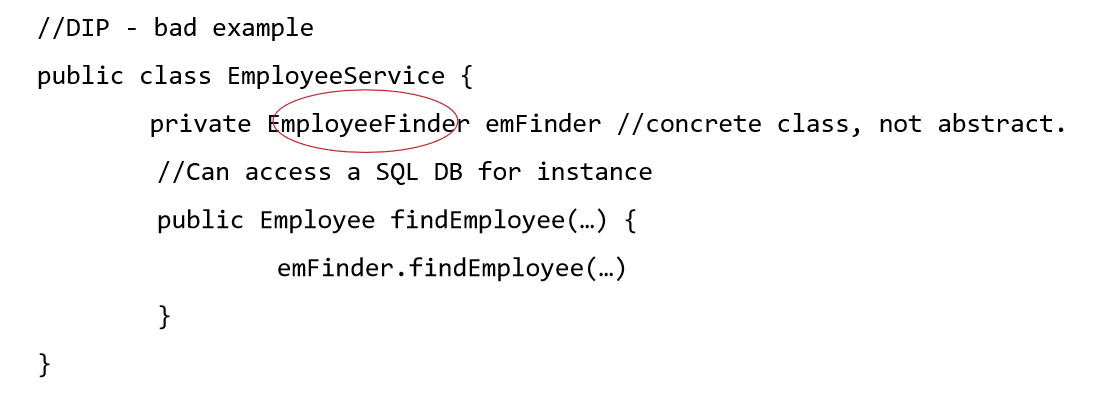 //DIP - bad example
public class EmployeeService {
private EmployeeFinder emFinder //concrete class, not abstract.
//Can access a SQL DB for instance
public Employee findEmployee(…) {
emFinder.findEmployee(…)
}
}